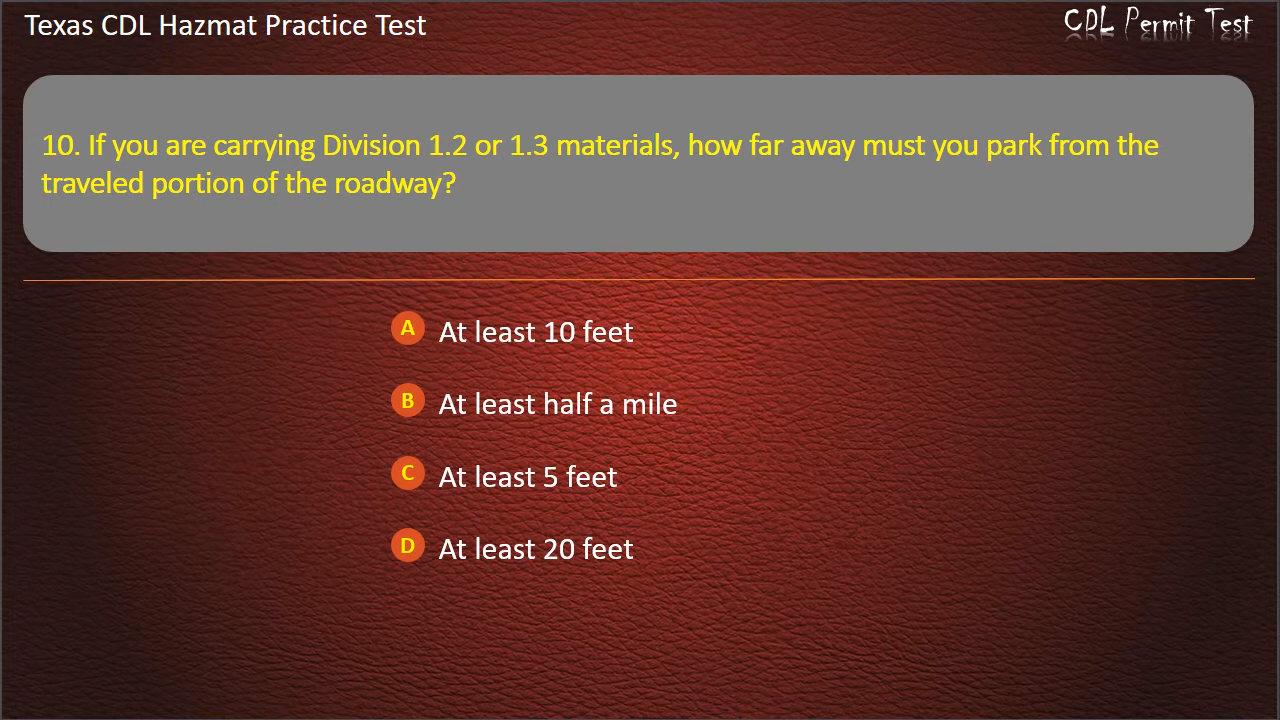 Texas CDL Hazmat Practice Test
CDL Permit Test
10. If you are carrying Division 1.2 or 1.3 materials, how far away must you park from the
traveled portion of the roadway?
A At least 10 feet
B At least half a mile
C At least 5 feet
D At least 20 feet